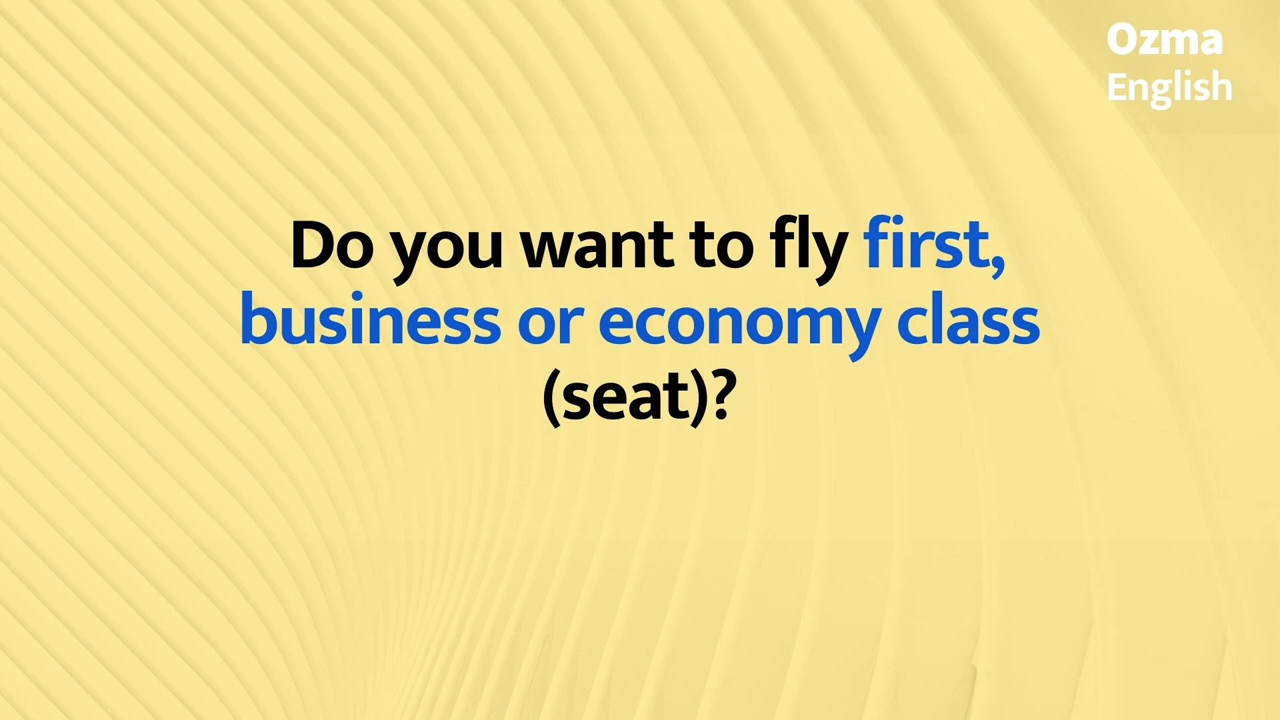 Ozma
English
Do you want to fly first,
business or economy class
(seat)?